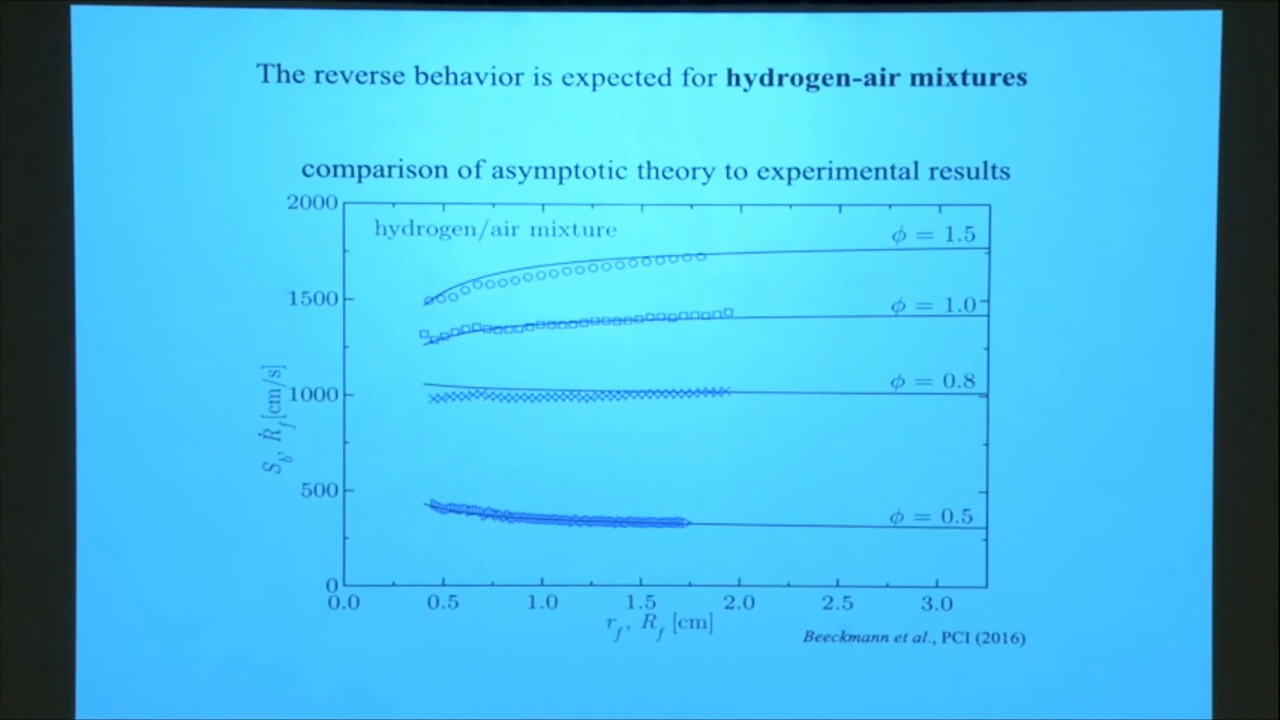 The reverse behavior is expected for hydrogen-air mixtures
comparison of asymptotic theory to experimental results
2000
hydrogen/air mixture
ϕ = 1.5
1500
ϕ = 1.0
1000
ϕ = 0.8
S_b, Ṙ_f [cm/s]
500
ϕ = 0.5
0
0.0 0.5 1.0 1.5 2.0 2.5 3.0
r_f, R_f [cm]
Beeckmann et al., PCI (2016)